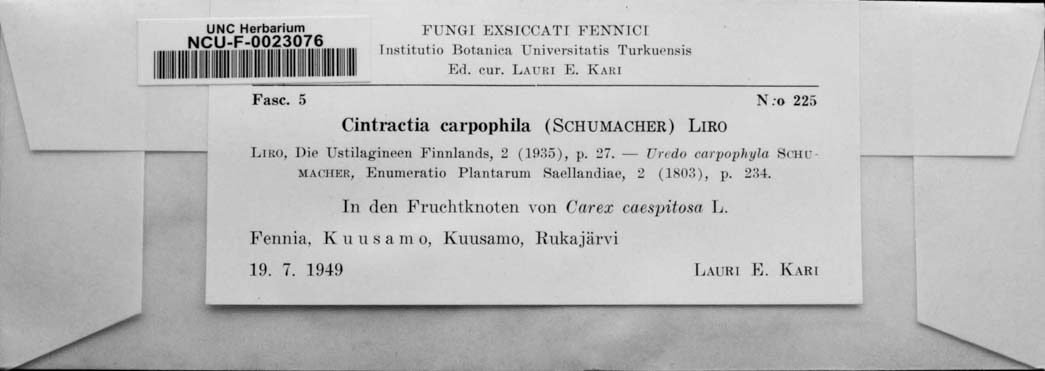 UNC Herbarium
NCU-F-0023076
FUNGI EXSICCATI FENNICI
Institutio Botanica Universitatis Turkuensis
Ed. cur. LAURI E. KARI
Fasc. 5 N:o 225
Cintractia carpophila (SCHUMACHER) LIRO
LIRO, Die Ustilagineen Finnlands, 2 (1935), p. 27. — Uredo carpophyla SCHU-
MACHER, Enumeratio Plantarum Saellandiae, 2 (1803), p. 234.
In den Fruchtknoten von Carex caespitosa L.
Fennia, Kuusamo, Kuusamo, Rukajärvi
19. 7. 1949 LAURI E. KARI